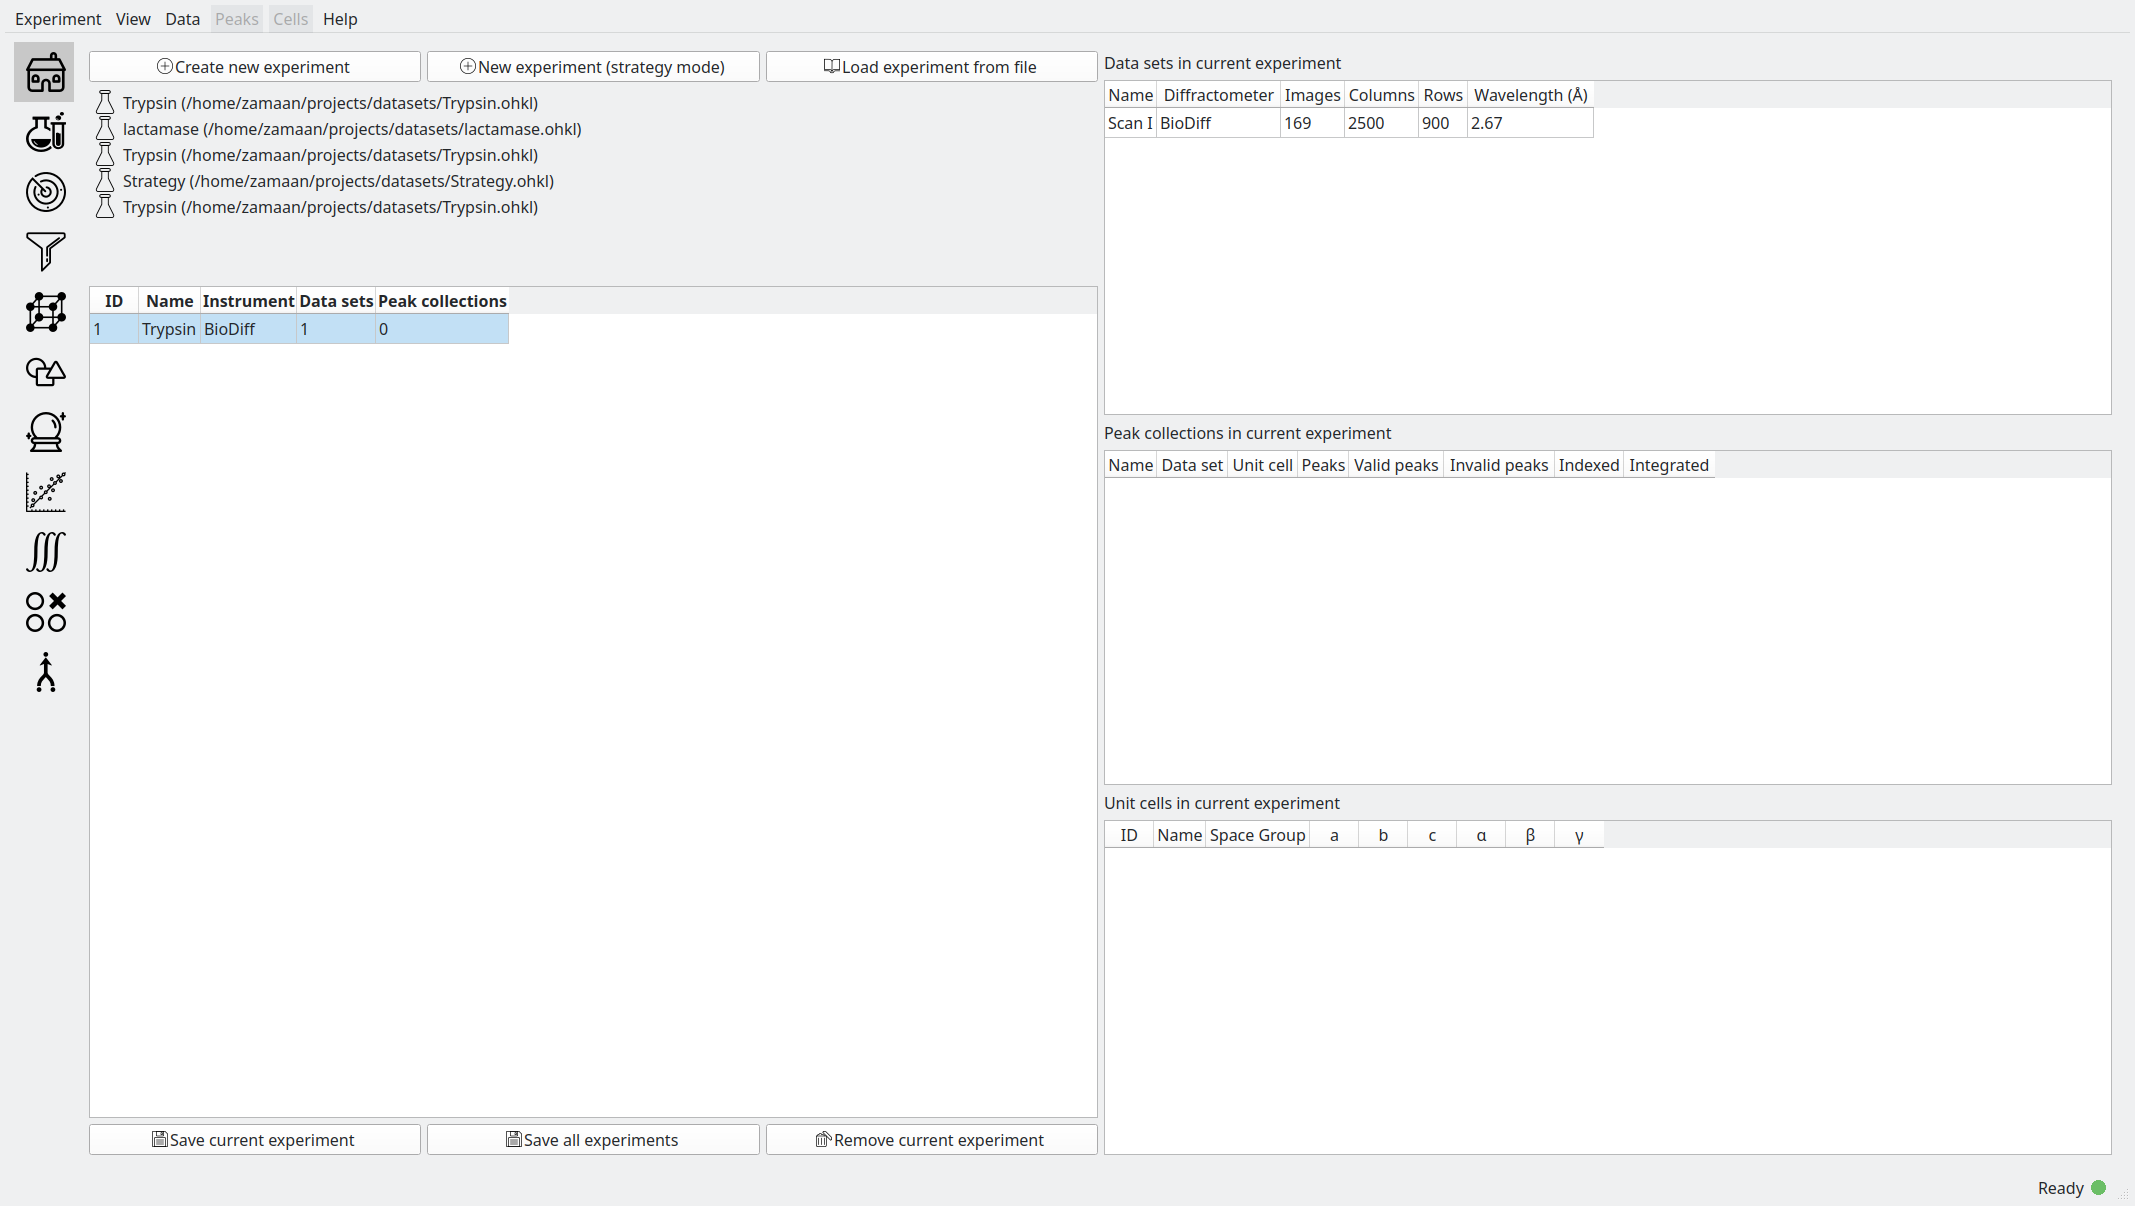 Experiment View Data Peaks Cells Help
Create new experiment New experiment (strategy mode) Load experiment from file
Trypsin (/home/zamaan/projects/datasets/Trypsin.ohkl)
lactamase (/home/zamaan/projects/datasets/lactamase.ohkl)
Trypsin (/home/zamaan/projects/datasets/Trypsin.ohkl)
Strategy (/home/zamaan/projects/datasets/Strategy.ohkl)
Trypsin (/home/zamaan/projects/datasets/Trypsin.ohkl)
ID Name Instrument Data sets Peak collections
1 Trypsin BioDiff 1 0
Save current experiment Save all experiments Remove current experiment
Data sets in current experiment
Name Diffractometer Images Columns Rows Wavelength (Å)
Scan I BioDiff 169 2500 900 2.67
Peak collections in current experiment
Name Data set Unit cell Peaks Valid peaks Invalid peaks Indexed Integrated
Unit cells in current experiment
ID Name Space Group a b c α β γ
Ready